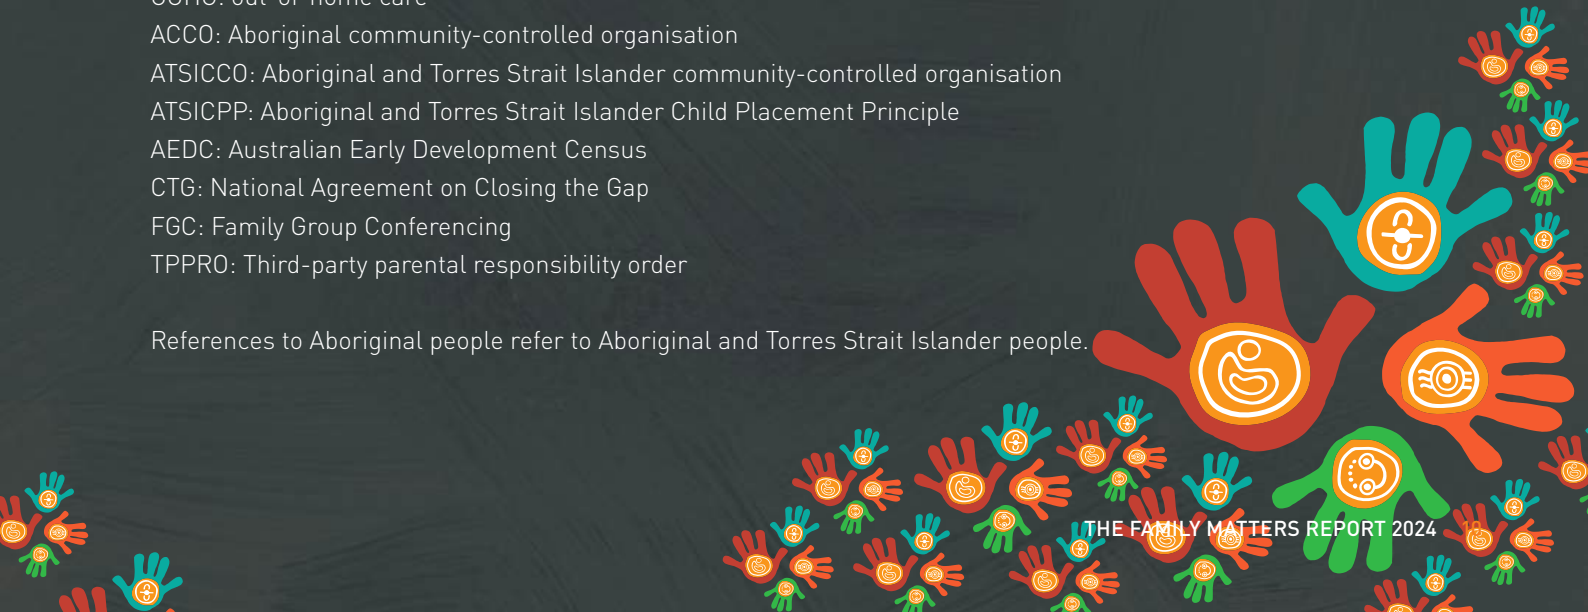 ACCO: Aboriginal community-controlled organisation
ATSICCO: Aboriginal and Torres Strait Islander community-controlled organisation
ATSICPP: Aboriginal and Torres Strait Islander Child Placement Principle
AEDC: Australian Early Development Census
CTG: National Agreement on Closing the Gap
FGC: Family Group Conferencing
TPPRO: Third-party parental responsibility order
References to Aboriginal people refer to Aboriginal and Torres Strait Islander people.
THE FAMILY MATTERS REPORT 2024